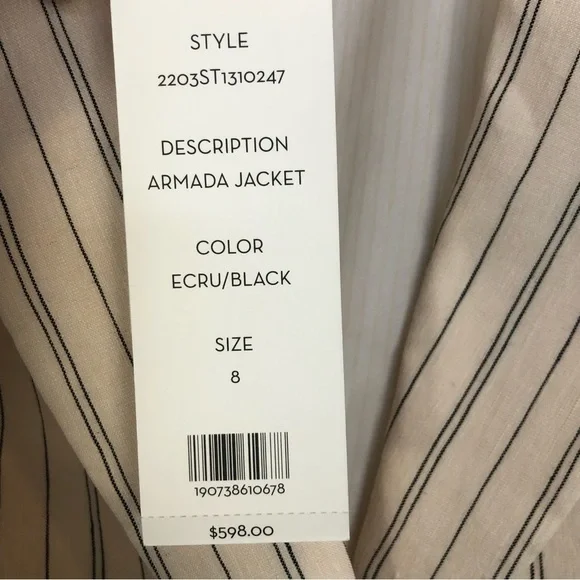 STYLE
2203ST1310247
DESCRIPTION
ARMADA JACKET
COLOR
ECRU/BLACK
SIZE
8
190738610678
$598.00